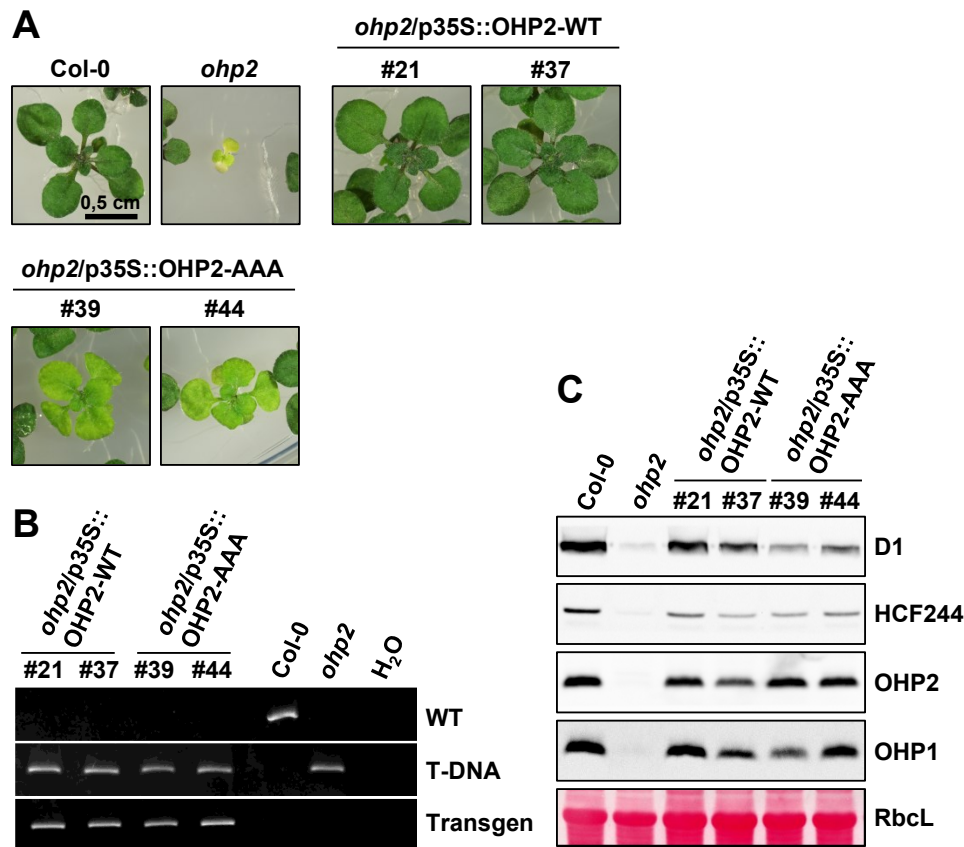 A
ohp2/p35S::OHP2-WT
Col-0 ohp2 #21 #37
0,5 cm
ohp2/p35S::OHP2-AAA
#39 #44
B
ohp2/p35S::
OHP2-WT
ohp2/p35S::
OHP2-AAA
#21 #37 #39 #44 Col-0 ohp2 H₂O
WT
T-DNA
Transgen
C
Col-0 ohp2
ohp2/p35S::
OHP2-WT
ohp2/p35S::
OHP2-AAA
#21 #37 #39 #44
D1
HCF244
OHP2
OHP1
RbcL